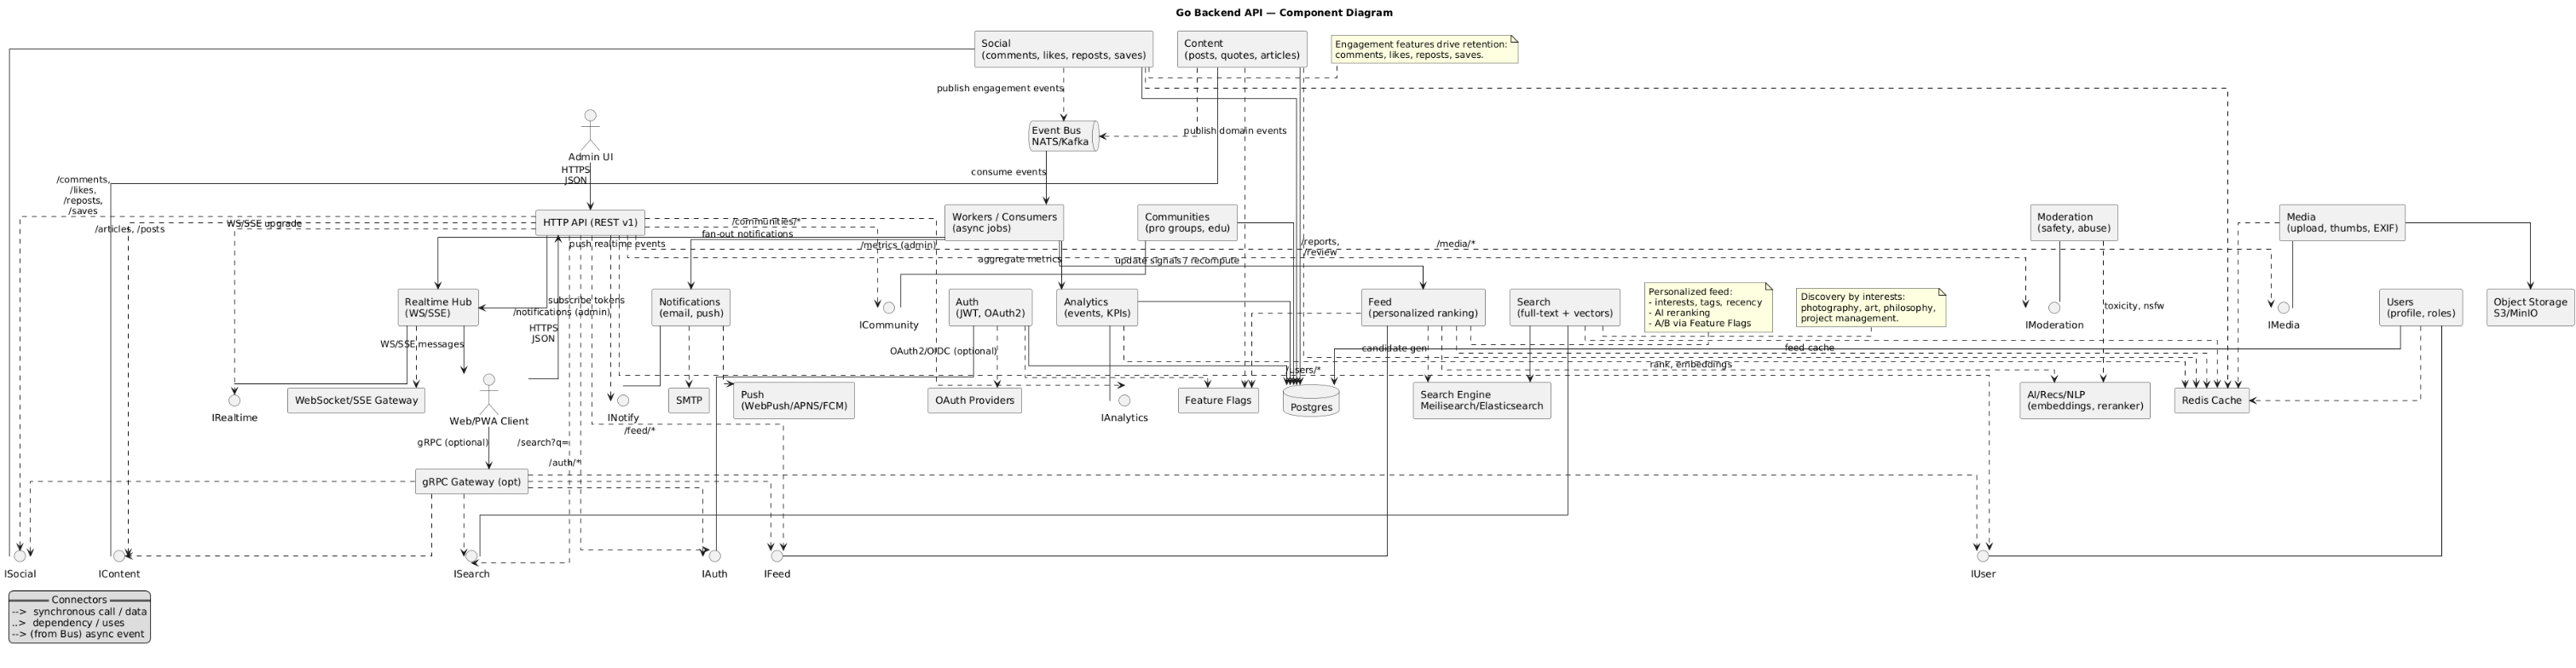 Go Backend API — Component Diagram
Social
(comments, likes, reposts, saves)
Content
(posts, quotes, articles)
Engagement features drive retention:
comments, likes, reposts, saves.
publish engagement events
Event Bus
NATS/Kafka
publish domain events
Admin UI
HTTPS
JSON
consume events
/comments,
/likes,
/reposts,
/saves
HTTP API (REST v1)
Workers / Consumers
(async jobs)
Communities
(pro groups, edu)
Moderation
(safety, abuse)
Media
(upload, thumbs, EXIF)
WS/SSE upgrade
/articles, /posts
/communities/*
fan-out notifications
push realtime events
/metrics (admin)
/reports,
/review
/media/*
aggregate metrics
update signals / recompute
Realtime Hub
(WS/SSE)
subscribe tokens
/notifications (admin)
Notifications
(email, push)
ICommunity
Auth
(JWT, OAuth2)
Analytics
(events, KPIs)
Feed
(personalized ranking)
Search
(full-text + vectors)
Personalized feed:
- interests, tags, recency
- AI reranking
- A/B via Feature Flags
Discovery by interests:
photography, art, philosophy,
project management.
IModeration
toxicity, nsfw
IMedia
Users
(profile, roles)
Object Storage
S3/MinIO
HTTPS
JSON
WS/SSE messages
OAuth2/OIDC (optional)
candidate gen
feed cache
rank, embeddings
/users/*
IRealtime
WebSocket/SSE Gateway
Web/PWA Client
INotify
SMTP
Push
(WebPush/APNS/FCM)
OAuth Providers
IAnalytics
Feature Flags
Postgres
Search Engine
Meilisearch/Elasticsearch
AI/Recs/NLP
(embeddings, reranker)
Redis Cache
gRPC (optional)
/search?q=
/feed/*
/auth/*
gRPC Gateway (opt)
ISocial
IContent
ISearch
IAuth
IFeed
IUser
Connectors
--> synchronous call / data
..> dependency / uses
--> (from Bus) async event